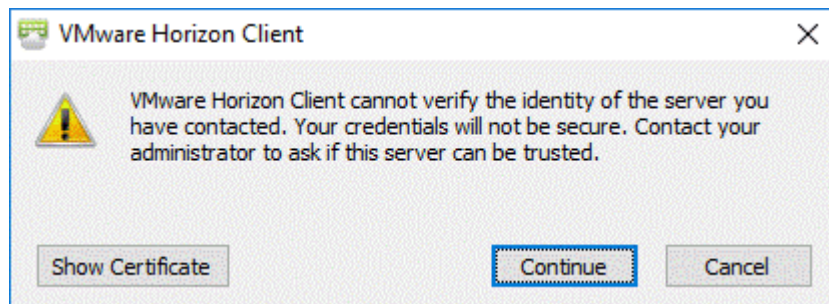 VMware Horizon Client
VMware Horizon Client cannot verify the identity of the server you
have contacted. Your credentials will not be secure. Contact your
administrator to ask if this server can be trusted.
Show Certificate
Continue
Cancel